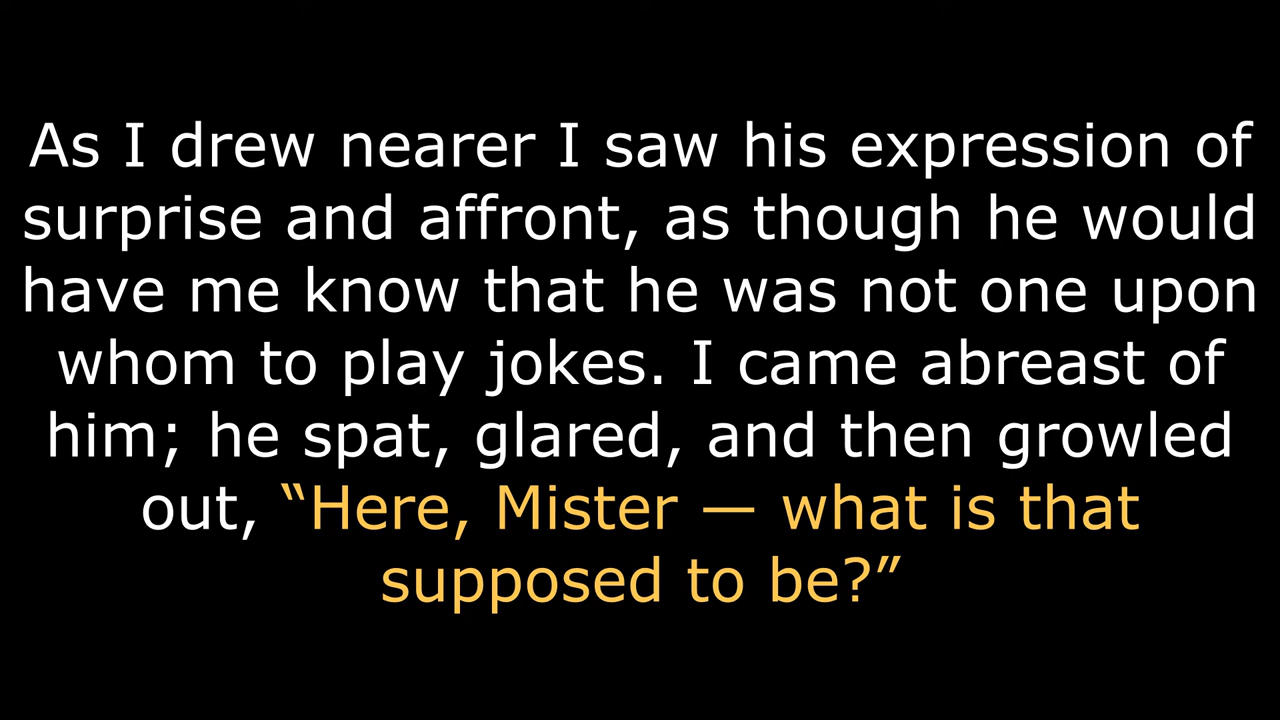 As I drew nearer I saw his expression of
surprise and affront, as though he would
have me know that he was not one upon
whom to play jokes. I came abreast of
him; he spat, glared, and then growled
out, “Here, Mister — what is that
supposed to be?”